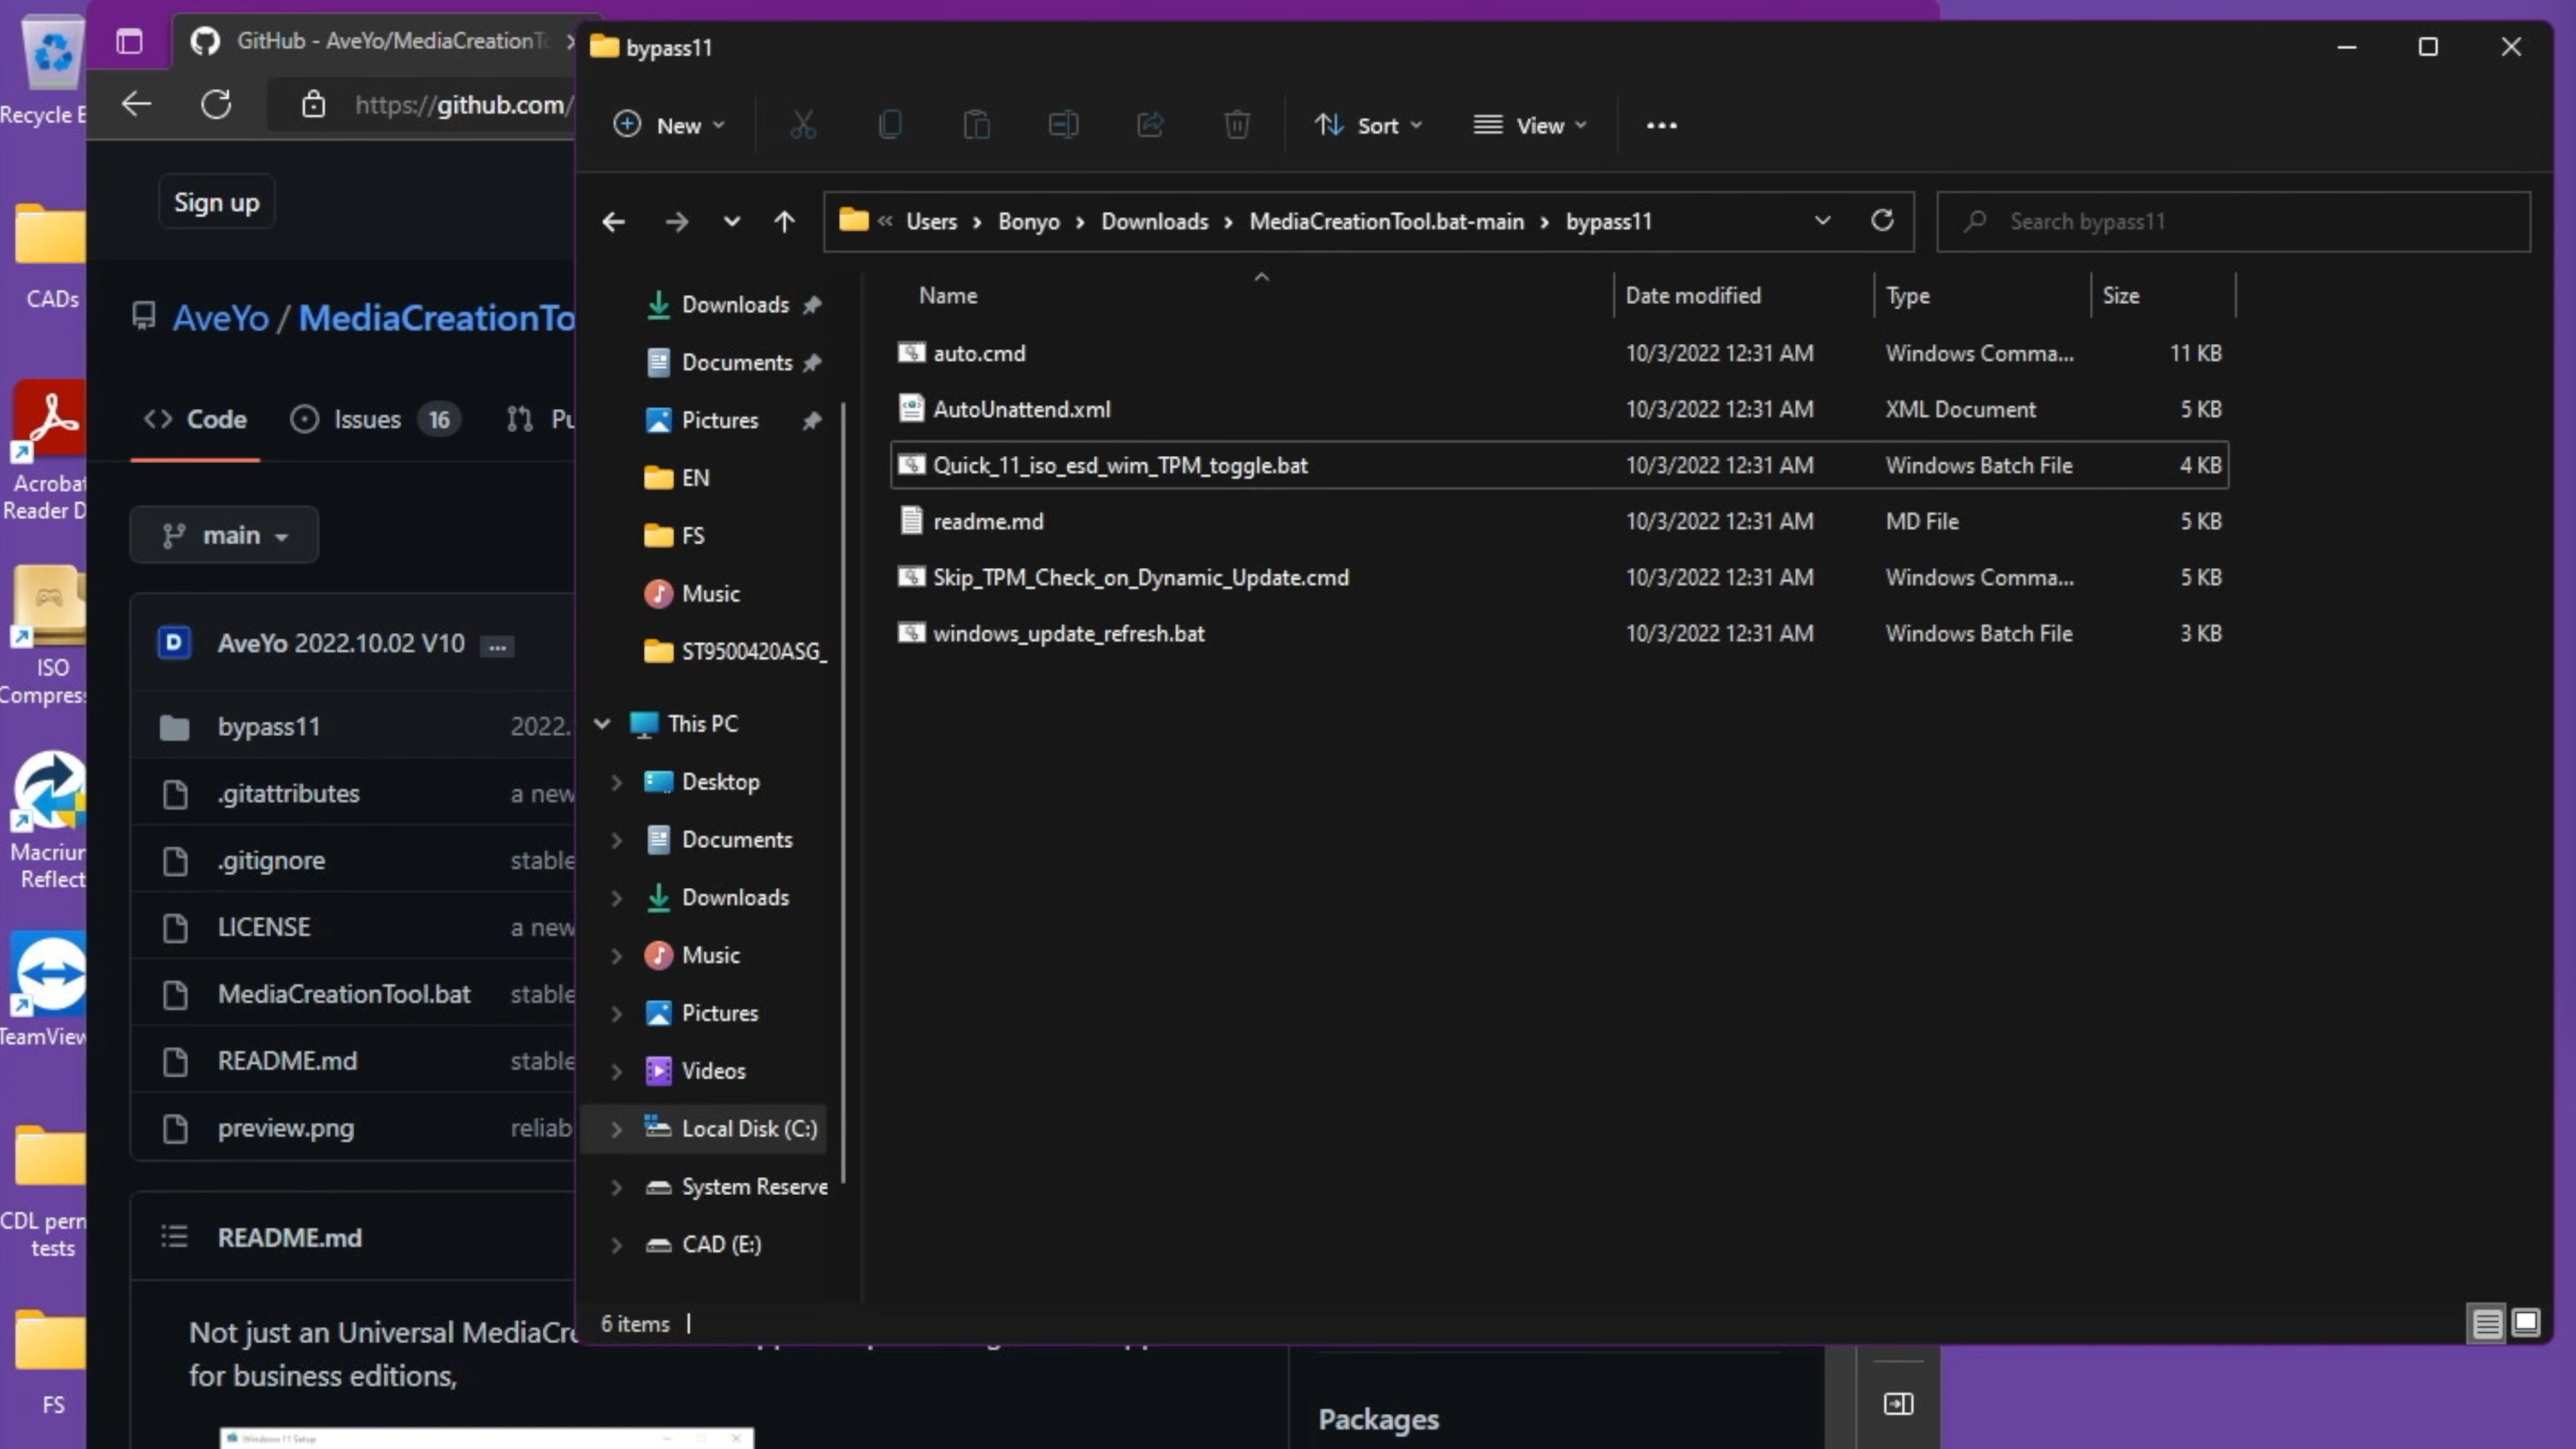 Recycle B
CADs
Acrobat
Reader D
ISO
Compress
Macrium
Reflect
TeamView
CDL perm
tests
FS
GitHub - AveYo/MediaCreationT
https://github.com/
Sign up
AveYo / MediaCreationTo
Code
Issues 16
Pu
main
AveYo 2022.10.02 V10 ...
bypass11 2022.
.gitattributes a new
.gitignore stable
LICENSE a new
MediaCreationTool.bat stable
README.md stable
preview.png reliab
README.md
Not just an Universal MediaCre
for business editions,
Windows 11 Setup
Packages
bypass11
New
Sort
View
« Users > Bonyo > Downloads > MediaCreationTool.bat-main > bypass11
Search bypass11
Downloads
Documents
Pictures
EN
FS
Music
ST9500420ASG_
This PC
Desktop
Documents
Downloads
Music
Pictures
Videos
Local Disk (C:)
System Reserve
CAD (E:)
Name Date modified Type Size
auto.cmd 10/3/2022 12:31 AM Windows Comma... 11 KB
AutoUnattend.xml 10/3/2022 12:31 AM XML Document 5 KB
Quick_11_iso_esd_wim_TPM_toggle.bat 10/3/2022 12:31 AM Windows Batch File 4 KB
readme.md 10/3/2022 12:31 AM MD File 5 KB
Skip_TPM_Check_on_Dynamic_Update.cmd 10/3/2022 12:31 AM Windows Comma... 5 KB
windows_update_refresh.bat 10/3/2022 12:31 AM Windows Batch File 3 KB
6 items